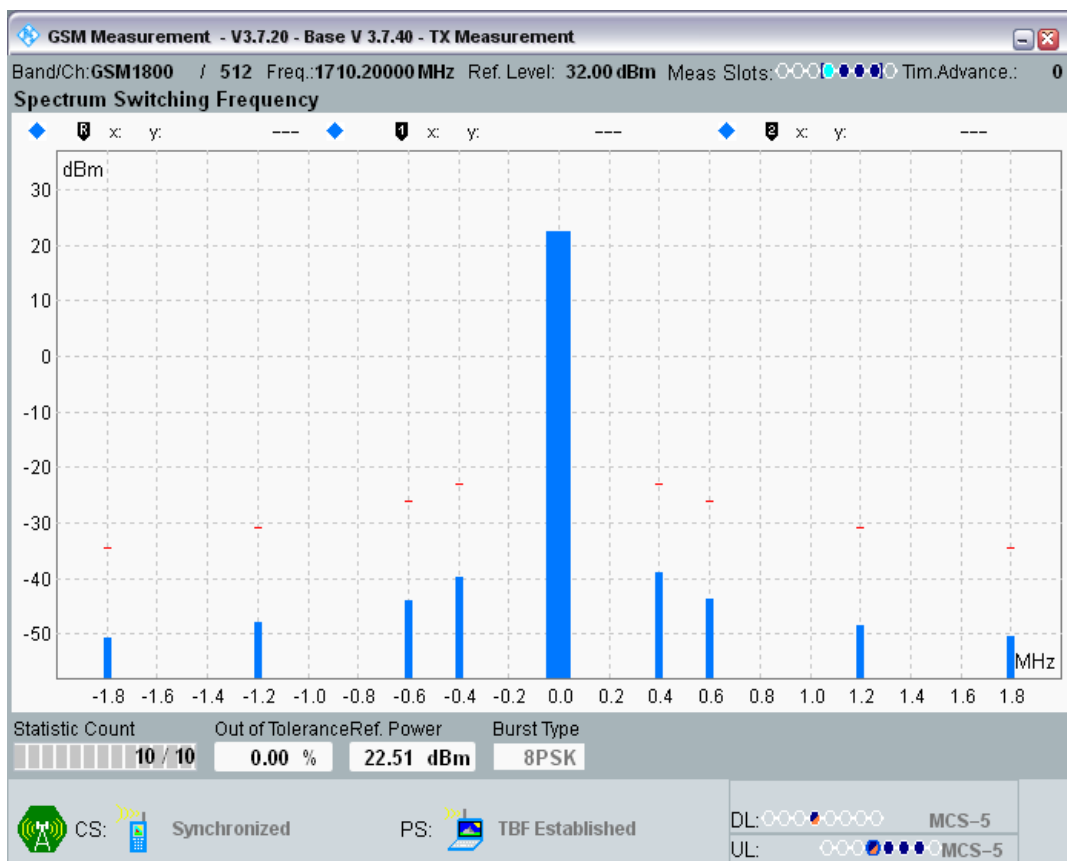 GSM Measurement - V3.7.20 - Base V 3.7.40 - TX Measurement
Band/Ch:GSM1800 / 512 Freq.:1710.20000 MHz Ref. Level: 32.00 dBm Meas Slots: Tim.Advance.: 0
Spectrum Switching Frequency
R x: y: --- 1 x: y: --- 2 x: y: ---
dBm
30
20
10
0
-10
-20
-30
-40
-50
MHz
-1.8 -1.6 -1.4 -1.2 -1.0 -0.8 -0.6 -0.4 -0.2 0.0 0.2 0.4 0.6 0.8 1.0 1.2 1.4 1.6 1.8
Statistic Count Out of Tolerance Ref. Power Burst Type
10 / 10 0.00 % 22.51 dBm 8PSK
CS: Synchronized PS: TBF Established DL: MCS-5
UL: MCS-5